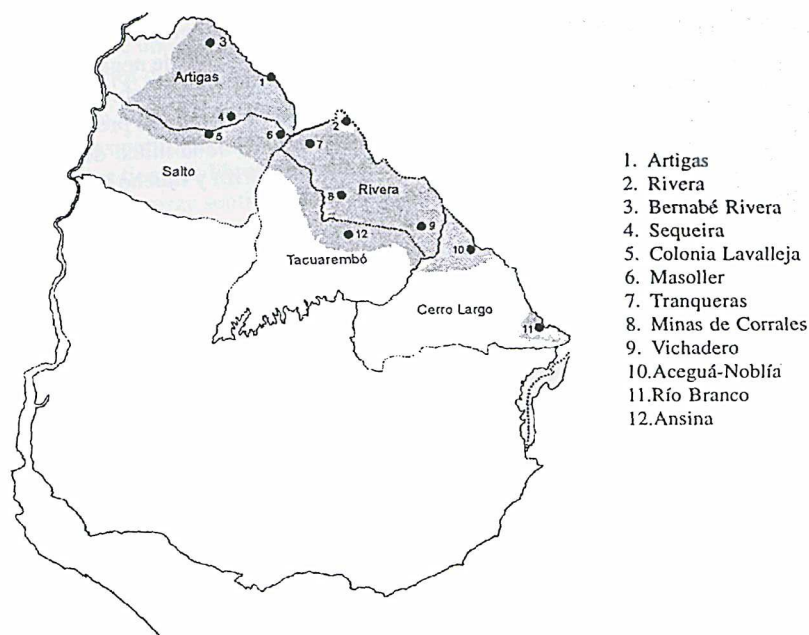 3
Artigas
1
4
5
6
2
7
Salto
Rivera
8
9
12
10
Tacuarembó
Cerro Largo
11
1. Artigas
2. Rivera
3. Bernabé Rivera
4. Sequeira
5. Colonia Lavalleja
6. Masoller
7. Tranqueras
8. Minas de Corrales
9. Vichadero
10.Aceguá-Noblía
11.Río Branco
12.Ansina